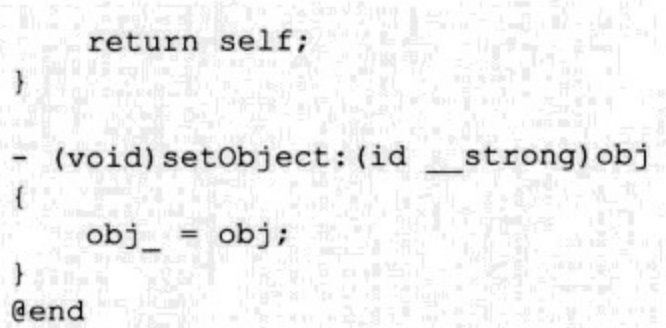 return self;
}

- (void)setObject:(id __strong)obj
{
    obj_ = obj;
}
@end